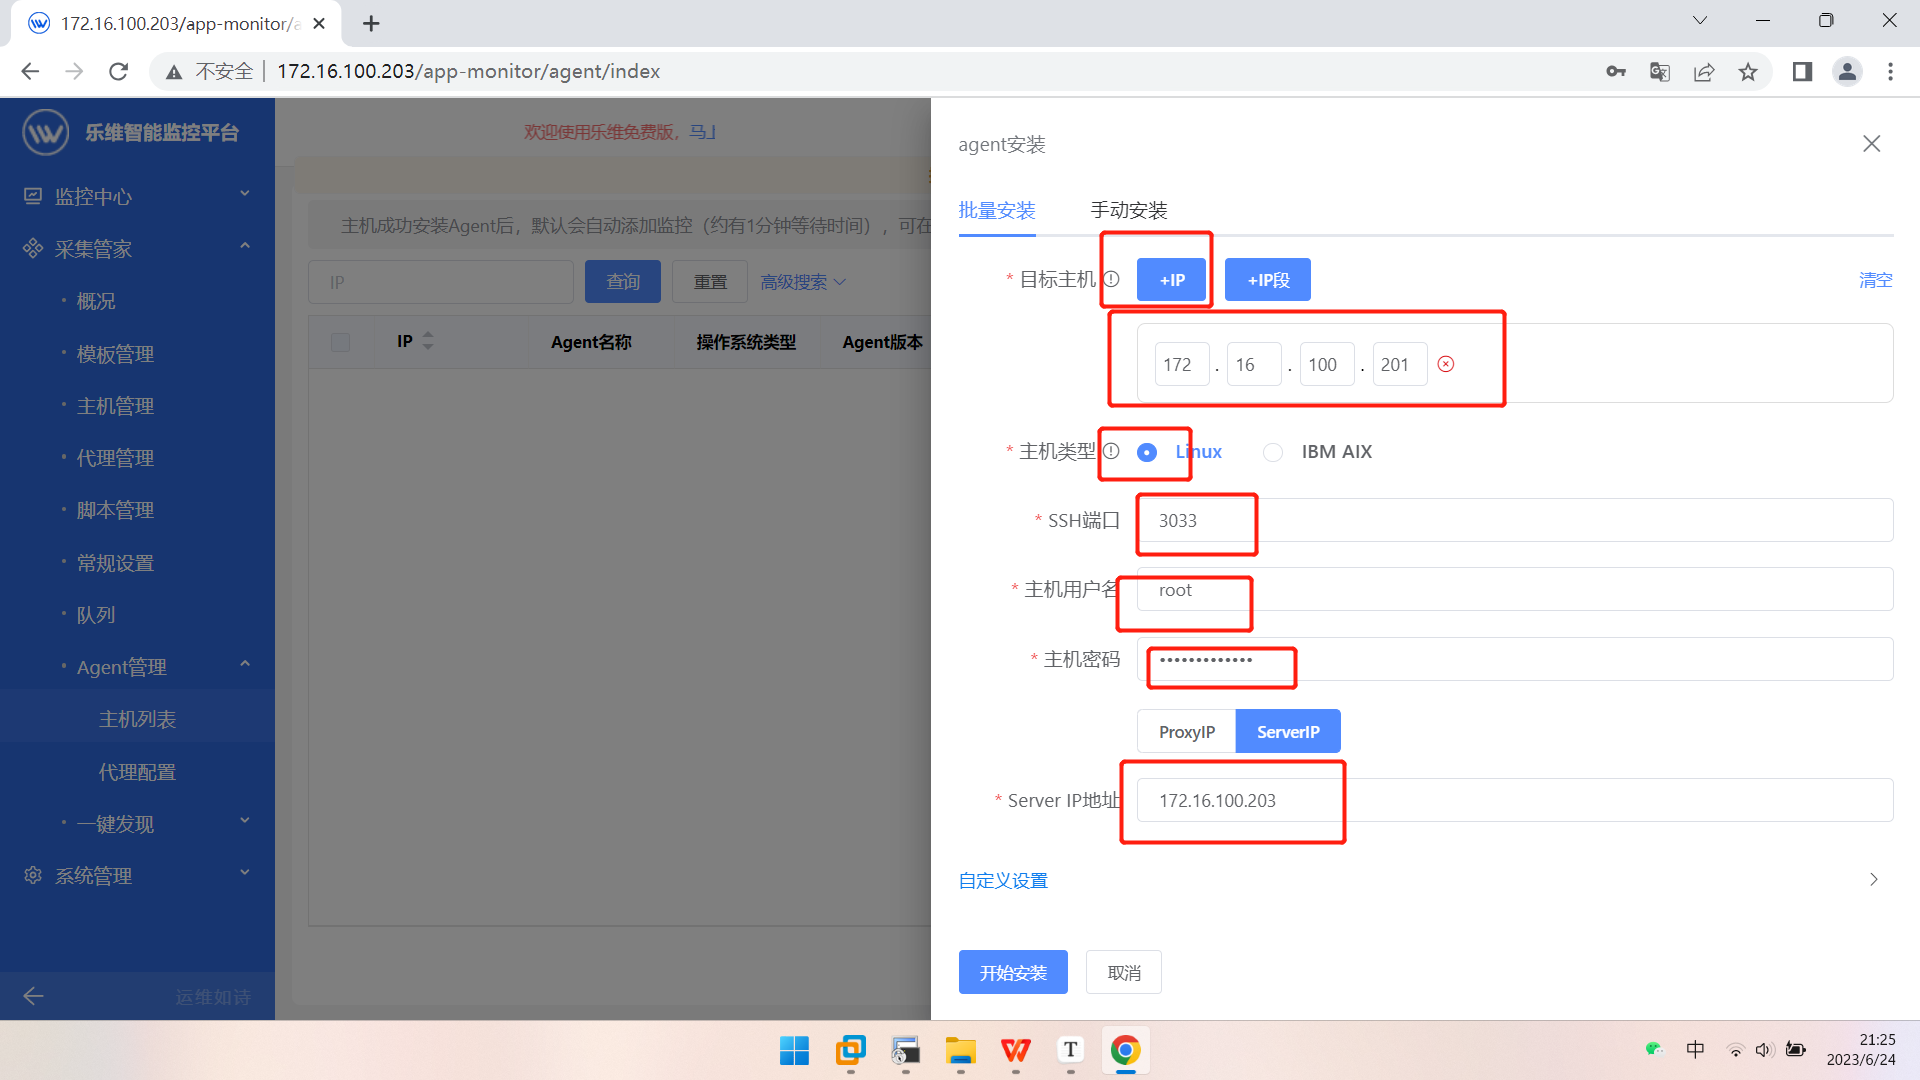 172.16.100.203/app-monitor/a
不安全
172.16.100.203/app-monitor/agent/index
乐维智能监控平台
监控中心
采集管家
概况
模板管理
主机管理
代理管理
脚本管理
常规设置
队列
Agent管理
主机列表
代理配置
一键发现
系统管理
运维如诗
欢迎使用乐维免费版，马上
主机成功安装Agent后，默认会自动添加监控（约有1分钟等待时间），可在
IP
查询
重置
高级搜索
IP
Agent名称
操作系统类型
Agent版本
agent安装
批量安装
手动安装
* 目标主机
+IP
+IP段
清空
172 . 16 . 100 . 201
* 主机类型
Linux
IBM AIX
* SSH端口
3033
* 主机用户名
root
* 主机密码
•••••••••••••
ProxyIP
ServerIP
* Server IP地址
172.16.100.203
自定义设置
开始安装
取消
中
21:25
2023/6/24